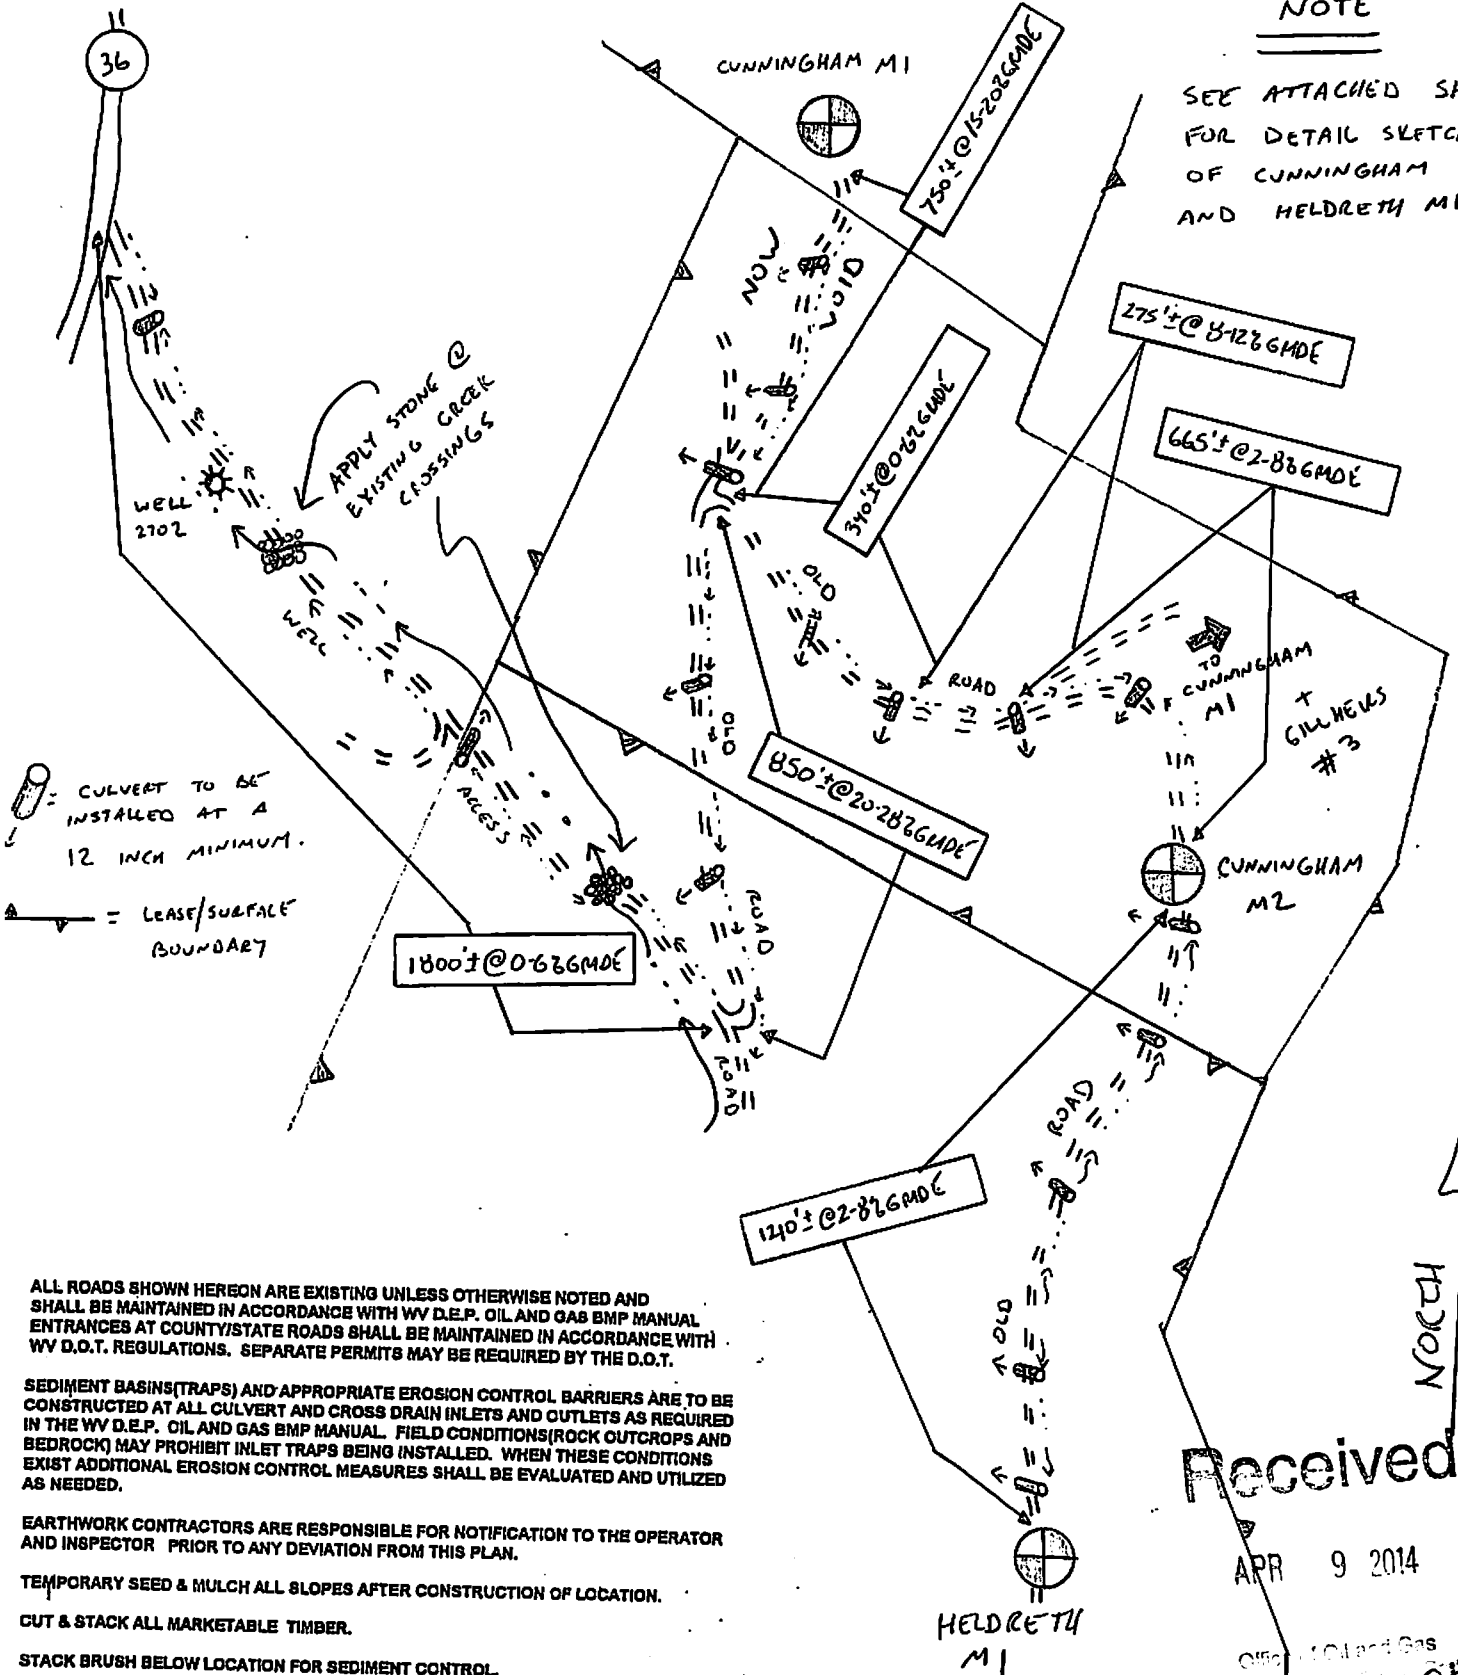 36
CUNNINGHAM M1
NOTE
SEE ATTACHED
FOR DETAIL
OF CUNNINGHAM
AND HELDRETH
750'± @ 15-20% GRADE
NOW
VOID
275'± @ 8-12% GRADE
665'± @ 2-8% GRADE
340'± @ 0-6% GRADE
APPLY STONE @
EXISTING CREEK
CROSSINGS
WELL
2702
WELL
ACCESS
ROAD
OLD
ROAD
OLD
ROAD
TO
CUNNINGHAM
M1
+
#3
850'± @ 20-28% GRADE
CULVERT TO BE
INSTALLED AT A
12 INCH MINIMUM.
= LEASE/SURFACE
BOUNDARY
1800'± @ 0-6% GRADE
CUNNINGHAM
M2
ROAD
OLD
1240'± @ 2-8% GRADE
NORTH
HELDRETH
M1
ALL ROADS SHOWN HEREON ARE EXISTING UNLESS OTHERWISE NOTED AND
SHALL BE MAINTAINED IN ACCORDANCE WITH WV D.E.P. OIL AND GAS BMP MANUAL
ENTRANCES AT COUNTY/STATE ROADS SHALL BE MAINTAINED IN ACCORDANCE WITH
WV D.O.T. REGULATIONS. SEPARATE PERMITS MAY BE REQUIRED BY THE D.O.T.
SEDIMENT BASINS(TRAPS) AND APPROPRIATE EROSION CONTROL BARRIERS ARE TO BE
CONSTRUCTED AT ALL CULVERT AND CROSS DRAIN INLETS AND OUTLETS AS REQUIRED
IN THE WV D.E.P. OIL AND GAS BMP MANUAL. FIELD CONDITIONS(ROCK OUTCROPS AND
BEDROCK) MAY PROHIBIT INLET TRAPS BEING INSTALLED. WHEN THESE CONDITIONS
EXIST ADDITIONAL EROSION CONTROL MEASURES SHALL BE EVALUATED AND UTILIZED
AS NEEDED.
EARTHWORK CONTRACTORS ARE RESPONSIBLE FOR NOTIFICATION TO THE OPERATOR
AND INSPECTOR PRIOR TO ANY DEVIATION FROM THIS PLAN.
TEMPORARY SEED & MULCH ALL SLOPES AFTER CONSTRUCTION OF LOCATION.
CUT & STACK ALL MARKETABLE TIMBER.
STACK BRUSH BELOW LOCATION FOR SEDIMENT CONTROL.
Received
APR 9 2014
Office of Oil and Gas